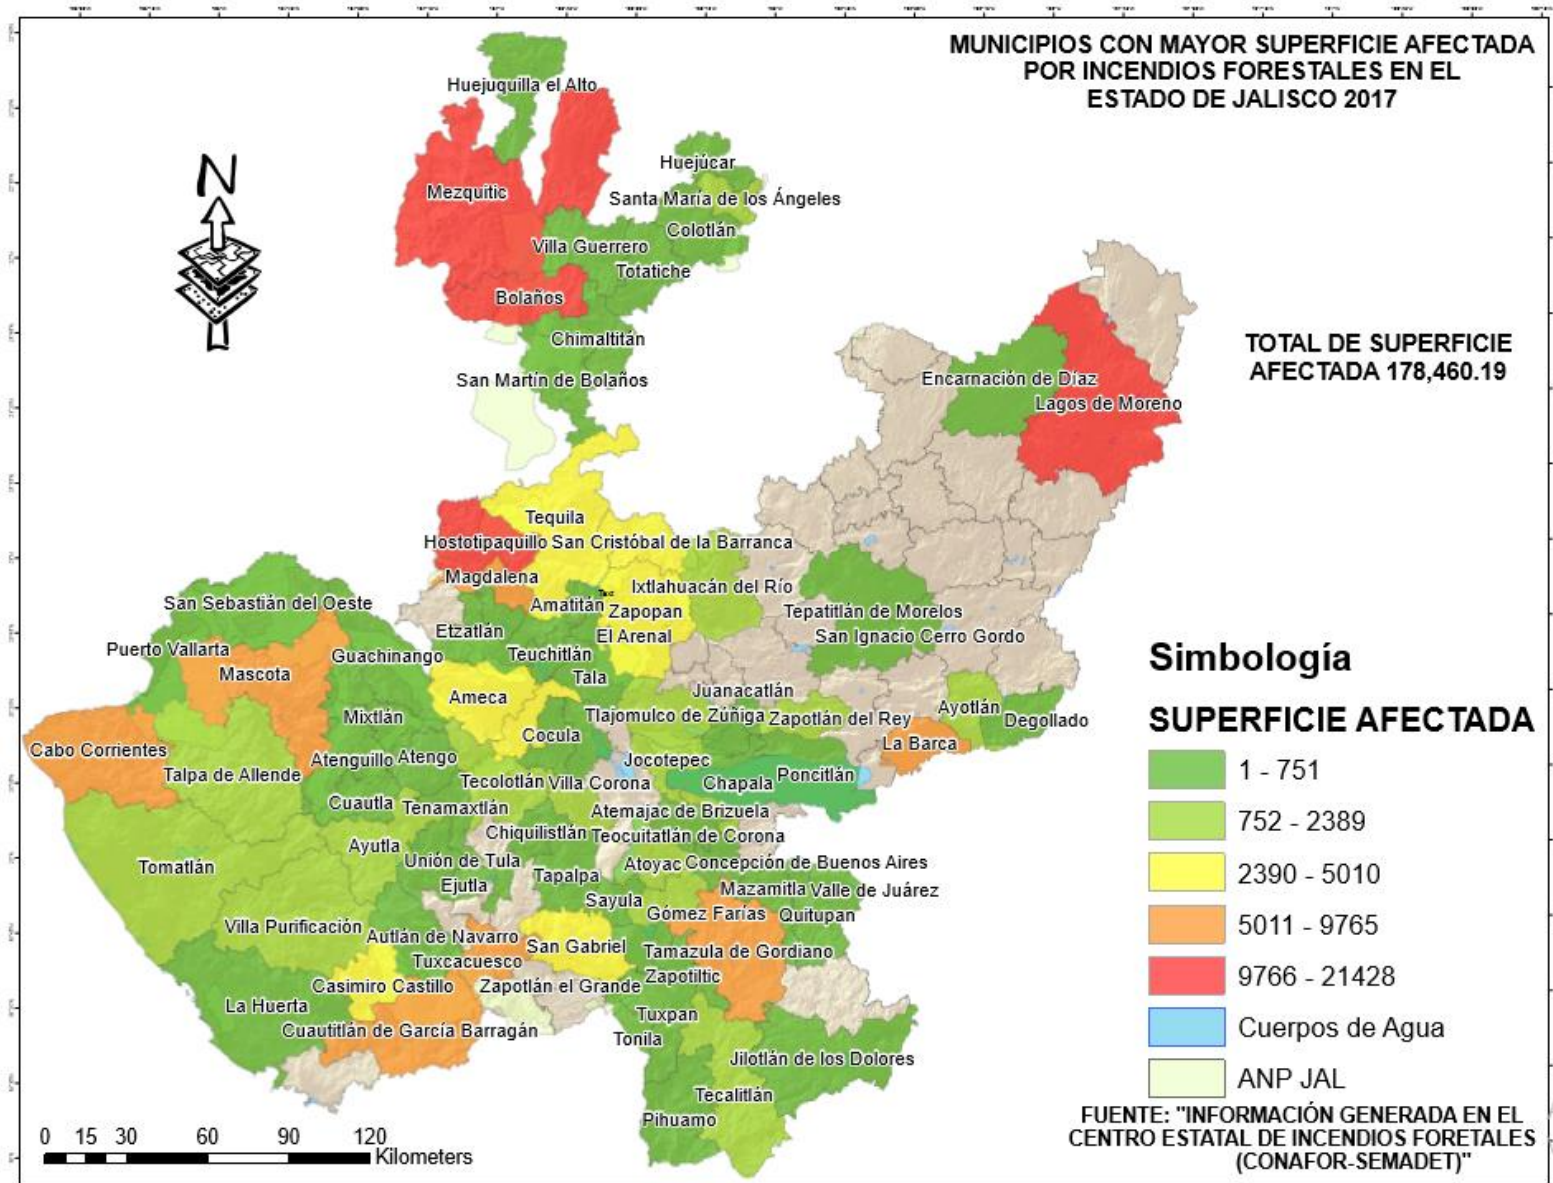 MUNICIPIOS CON MAYOR SUPERFICIE AFECTADA
POR INCENDIOS FORESTALES EN EL
ESTADO DE JALISCO 2017
N
TOTAL DE SUPERFICIE
AFECTADA 178,460.19
Huejuquilla el Alto
Huejúcar
Mezquitic
Santa María de los Ángeles
Colotlán
Villa Guerrero
Totatiche
Bolaños
Chimaltitán
San Martín de Bolaños
Encarnación de Díaz
Lagos de Moreno
Tequila
Hostotipaquillo
San Cristóbal de la Barranca
Magdalena
Ixtlahuacán del Río
Amatitán
Zapopan
Tepatitlán de Morelos
San Sebastián del Oeste
Etzatlán
El Arenal
San Ignacio Cerro Gordo
Puerto Vallarta
Guachinango
Teuchitlán
Mascota
Tala
Juanacatlán
Ameca
Mixtlán
Tlajomulco de Zúñiga
Zapotlán del Rey
Ayotlán
Degollado
Cocula
La Barca
Cabo Corrientes
Atenguillo
Atengo
Jocotepec
Talpa de Allende
Tecolotlán
Villa Corona
Chapala
Poncitlán
Cuautla
Tenamaxtlán
Atemajac de Brizuela
Chiquilistlán
Teocuitatlán de Corona
Ayutla
Unión de Tula
Atoyac
Concepción de Buenos Aires
Tomatlán
Ejutla
Tapalpa
Mazamitla
Valle de Juárez
Sayula
Gómez Farías
Quitupan
Villa Purificación
Autlán de Navarro
San Gabriel
Tamazula de Gordiano
Tuxcacuesco
Zapotiltic
Casimiro Castillo
Zapotlán el Grande
La Huerta
Tuxpan
Cuautitlán de García Barragán
Tonila
Jilotlán de los Dolores
Tecalitlán
Pihuamo
Simbología
SUPERFICIE AFECTADA
1 - 751
752 - 2389
2390 - 5010
5011 - 9765
9766 - 21428
Cuerpos de Agua
ANP JAL
FUENTE: "INFORMACIÓN GENERADA EN EL
CENTRO ESTATAL DE INCENDIOS FORETALES
(CONAFOR-SEMADET)"
0 15 30 60 90 120
Kilometers